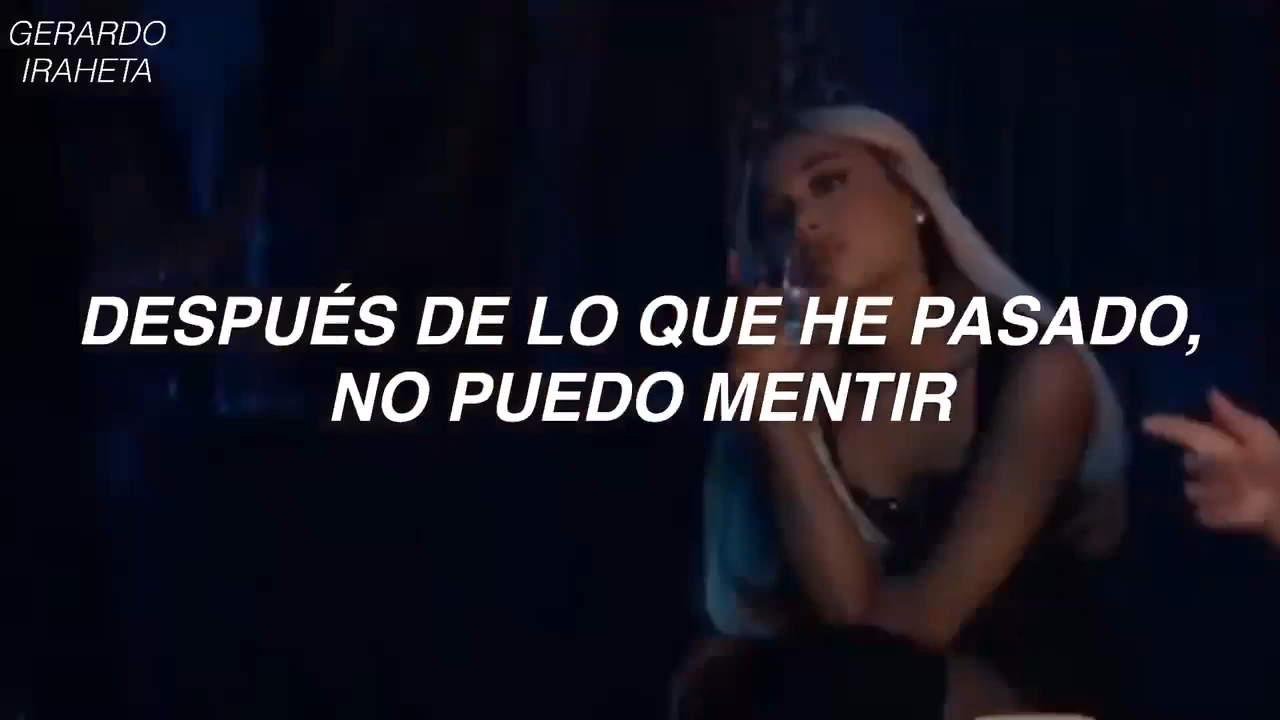 GERARDO
IRAHETA
DESPUÉS DE LO QUE HE PASADO,
NO PUEDO MENTIR